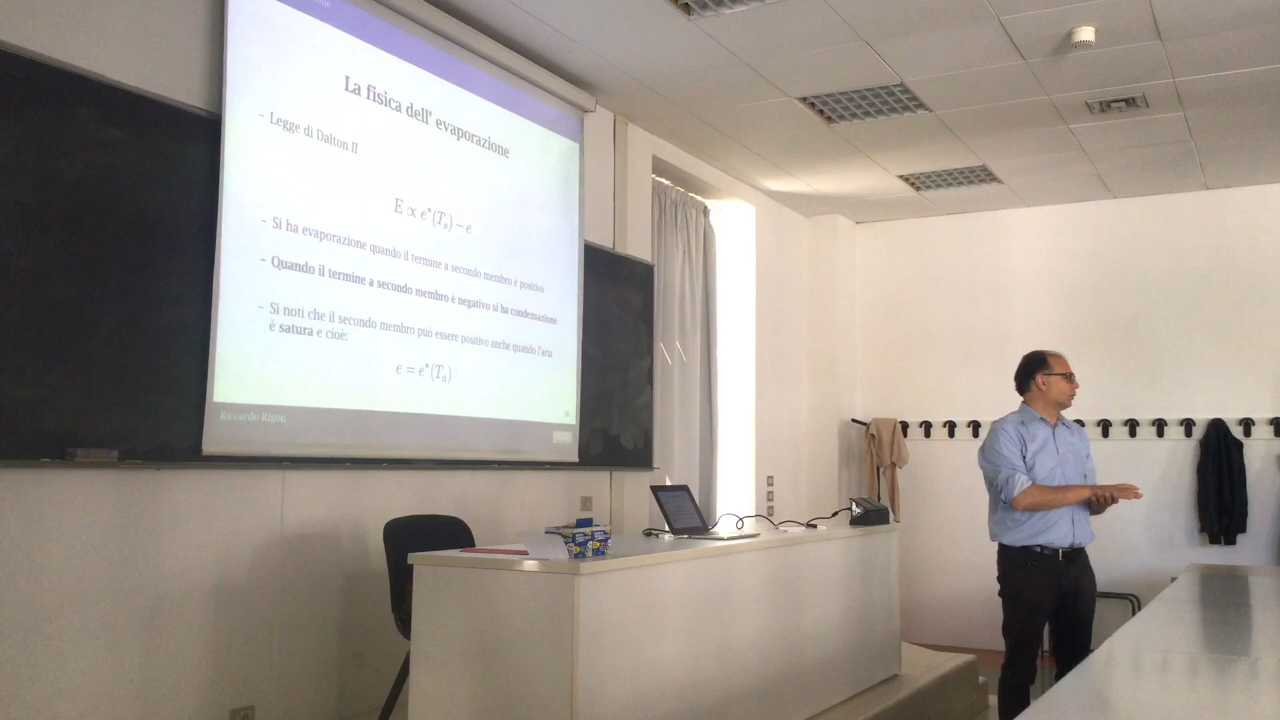 La fisica dell' evaporazione
– Legge di Dalton II
E ∝ e*(Tₛ) − e
– Si ha evaporazione quando il termine a secondo membro è positivo
– Quando il termine a secondo membro è negativo si ha condensazione
– Si noti che il secondo membro può essere positivo anche quando l'aria
è satura e cioè:
e = e*(Tₐ)
Riccardo Rigon